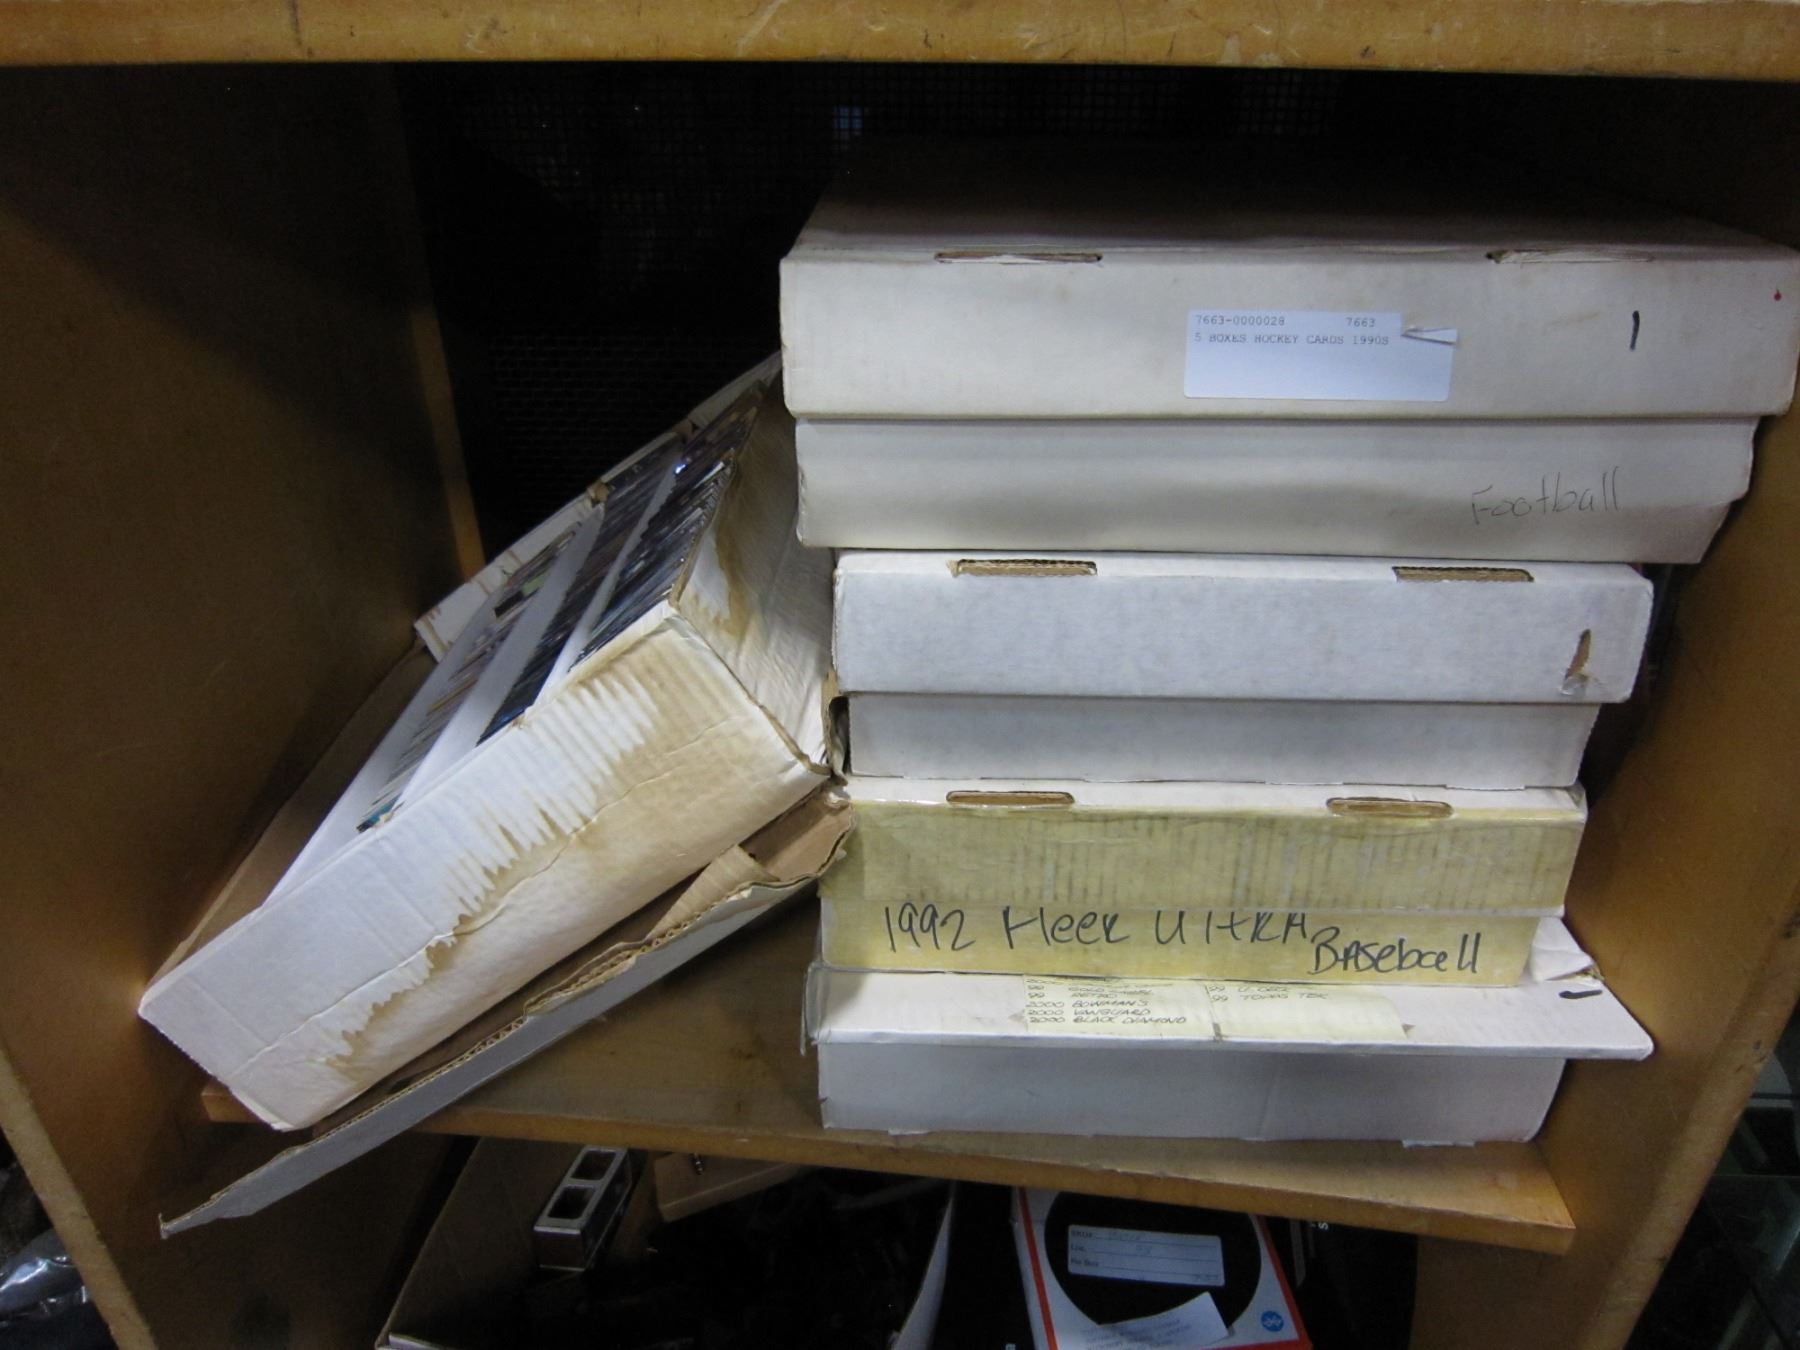 7663-0000028 7663
5 BOXES HOCKEY CARDS 1990S
1
Football
1992 Fleer Ultra
Baseball
99 RETRO
99 TOPPS TEK
2000 BOWMAN'S
2000 VANGUARD
2000 BLACK DIAMOND